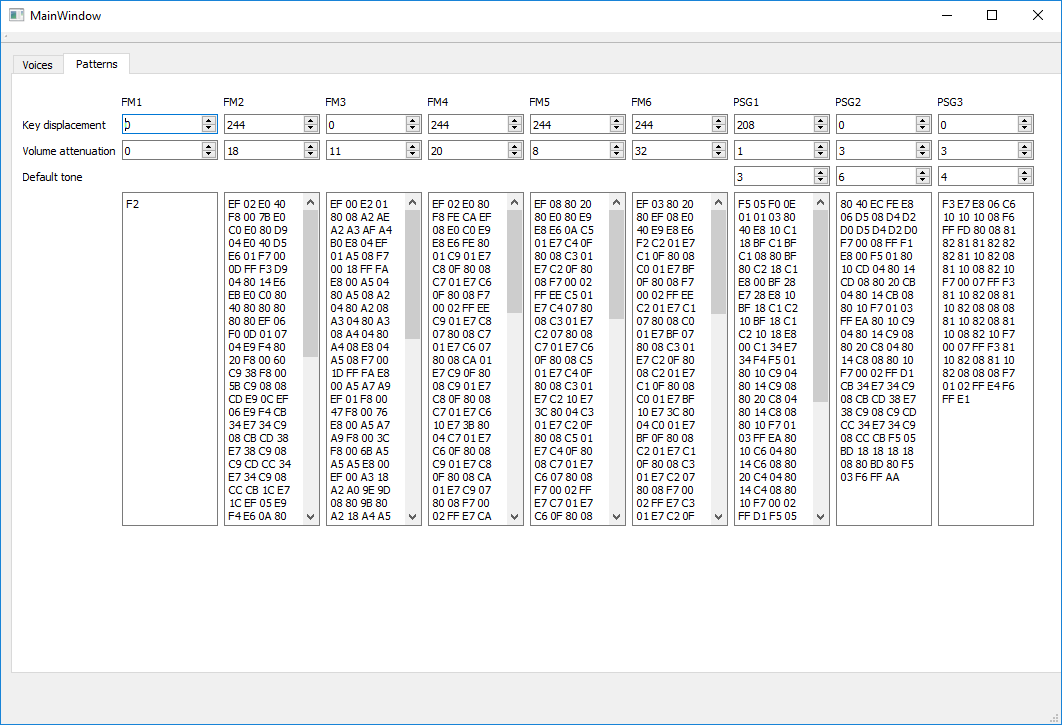 MainWindow
Voices Patterns
FM1 FM2 FM3 FM4 FM5 FM6 PSG1 PSG2 PSG3
Key displacement 0 244 0 244 244 244 208 0 0
Volume attenuation 0 18 11 20 8 32 1 3 3
Default tone 3 6 4
F2
EF 02 E0 40
F8 00 7B E0
C0 E0 80 D9
04 E0 40 D5
E6 01 F7 00
0D FF F3 D9
04 80 14 E6
EB E0 C0 80
40 80 80 80
80 80 EF 06
F0 0D 01 07
04 E9 F4 80
20 F8 00 60
C9 38 F8 00
5B C9 08 08
CD E9 0C EF
06 E9 F4 CB
34 E7 34 C9
08 CB CD 38
E7 38 C9 08
C9 CD CC 34
E7 34 C9 08
CC CB 1C E7
1C EF 05 E9
F4 E6 0A 80
EF 00 E2 01
80 08 A2 AE
A2 A3 AF A4
B0 E8 04 EF
01 A5 08 F7
00 18 FF FA
E8 00 A5 04
80 A5 08 A2
04 80 A2 08
A3 04 80 A3
08 A4 04 80
A4 08 E8 04
A5 08 F7 00
1D FF FA E8
00 A5 A7 A9
EF 01 F8 00
47 F8 00 76
E8 00 A5 A7
A9 F8 00 3C
F8 00 6B A5
A5 A5 E8 00
EF 00 A3 18
A2 A0 9E 9D
08 80 9B 80
A2 18 A4 A5
EF 02 E0 80
F8 FE CA EF
08 E0 C0 E9
E8 E6 FE 80
01 C9 01 E7
C8 0F 80 08
C7 01 E7 C6
0F 80 08 F7
00 02 FF EE
C9 01 E7 C8
07 80 08 C7
01 E7 C6 07
80 08 CA 01
E7 C9 0F 80
08 C9 01 E7
C8 0F 80 08
C7 01 E7 C6
10 E7 3B 80
04 C7 01 E7
C6 0F 80 08
C9 01 E7 C8
0F 80 08 CA
01 E7 C9 07
80 08 F7 00
02 FF E7 CA
EF 08 80 20
80 E0 80 E9
E8 E6 0A C5
01 E7 C4 0F
80 08 C3 01
E7 C2 0F 80
08 F7 00 02
FF EE C5 01
E7 C4 07 80
08 C3 01 E7
C2 07 80 08
C7 01 E7 C6
0F 80 08 C5
01 E7 C4 0F
80 08 C3 01
E7 C2 10 E7
3C 80 04 C3
01 E7 C2 0F
80 08 C5 01
E7 C4 0F 80
08 C7 01 E7
C6 07 80 08
F7 00 02 FF
E7 C7 01 E7
C6 0F 80 08
EF 03 80 20
80 EF 08 E0
40 E9 E8 E6
F2 C2 01 E7
C1 0F 80 08
C0 01 E7 BF
0F 80 08 F7
00 02 FF EE
C2 01 E7 C1
07 80 08 C0
01 E7 BF 07
80 08 C3 01
E7 C2 0F 80
08 C2 01 E7
C1 0F 80 08
C0 01 E7 BF
10 E7 3C 80
04 C0 01 E7
BF 0F 80 08
C2 01 E7 C1
0F 80 08 C3
01 E7 C2 07
80 08 F7 00
02 FF E7 C3
01 E7 C2 0F
F5 05 F0 0E
01 01 03 80
40 E8 10 C1
18 BF C1 BF
C1 08 80 BF
80 C2 18 C1
E8 00 BF 28
E7 28 E8 10
BF 18 C1 C2
10 BF 18 C1
C2 10 18 E8
00 C1 34 E7
34 F4 F5 01
80 10 C9 04
80 14 C9 08
80 20 C8 04
80 14 C8 08
80 10 F7 01
03 FF EA 80
10 C6 04 80
14 C6 08 80
20 C4 04 80
14 C4 08 80
10 F7 00 02
FF D1 F5 05
80 40 EC FE E8
06 D5 08 D4 D2
D0 D5 D4 D2 D0
F7 00 08 FF F1
E8 00 F5 01 80
10 CD 04 80 14
CD 08 80 20 CB
04 80 14 CB 08
80 10 F7 01 03
FF EA 80 10 C9
04 80 14 C9 08
80 20 C8 04 80
14 C8 08 80 10
F7 00 02 FF D1
CB 34 E7 34 C9
08 CB CD 38 E7
38 C9 08 C9 CD
CC 34 E7 34 C9
08 CC CB F5 05
BD 18 18 18 18
08 80 BD 80 F5
03 F6 FF AA
F3 E7 E8 06 C6
10 10 10 08 F6
FF FD 80 08 81
82 81 81 82 82
82 81 10 82 08
81 10 08 82 10
F7 00 07 FF F3
81 10 82 08 81
10 82 08 08 08
81 10 82 08 81
10 08 82 10 F7
00 07 FF F3 81
10 82 08 81 10
82 08 08 08 F7
01 02 FF E4 F6
FF E1